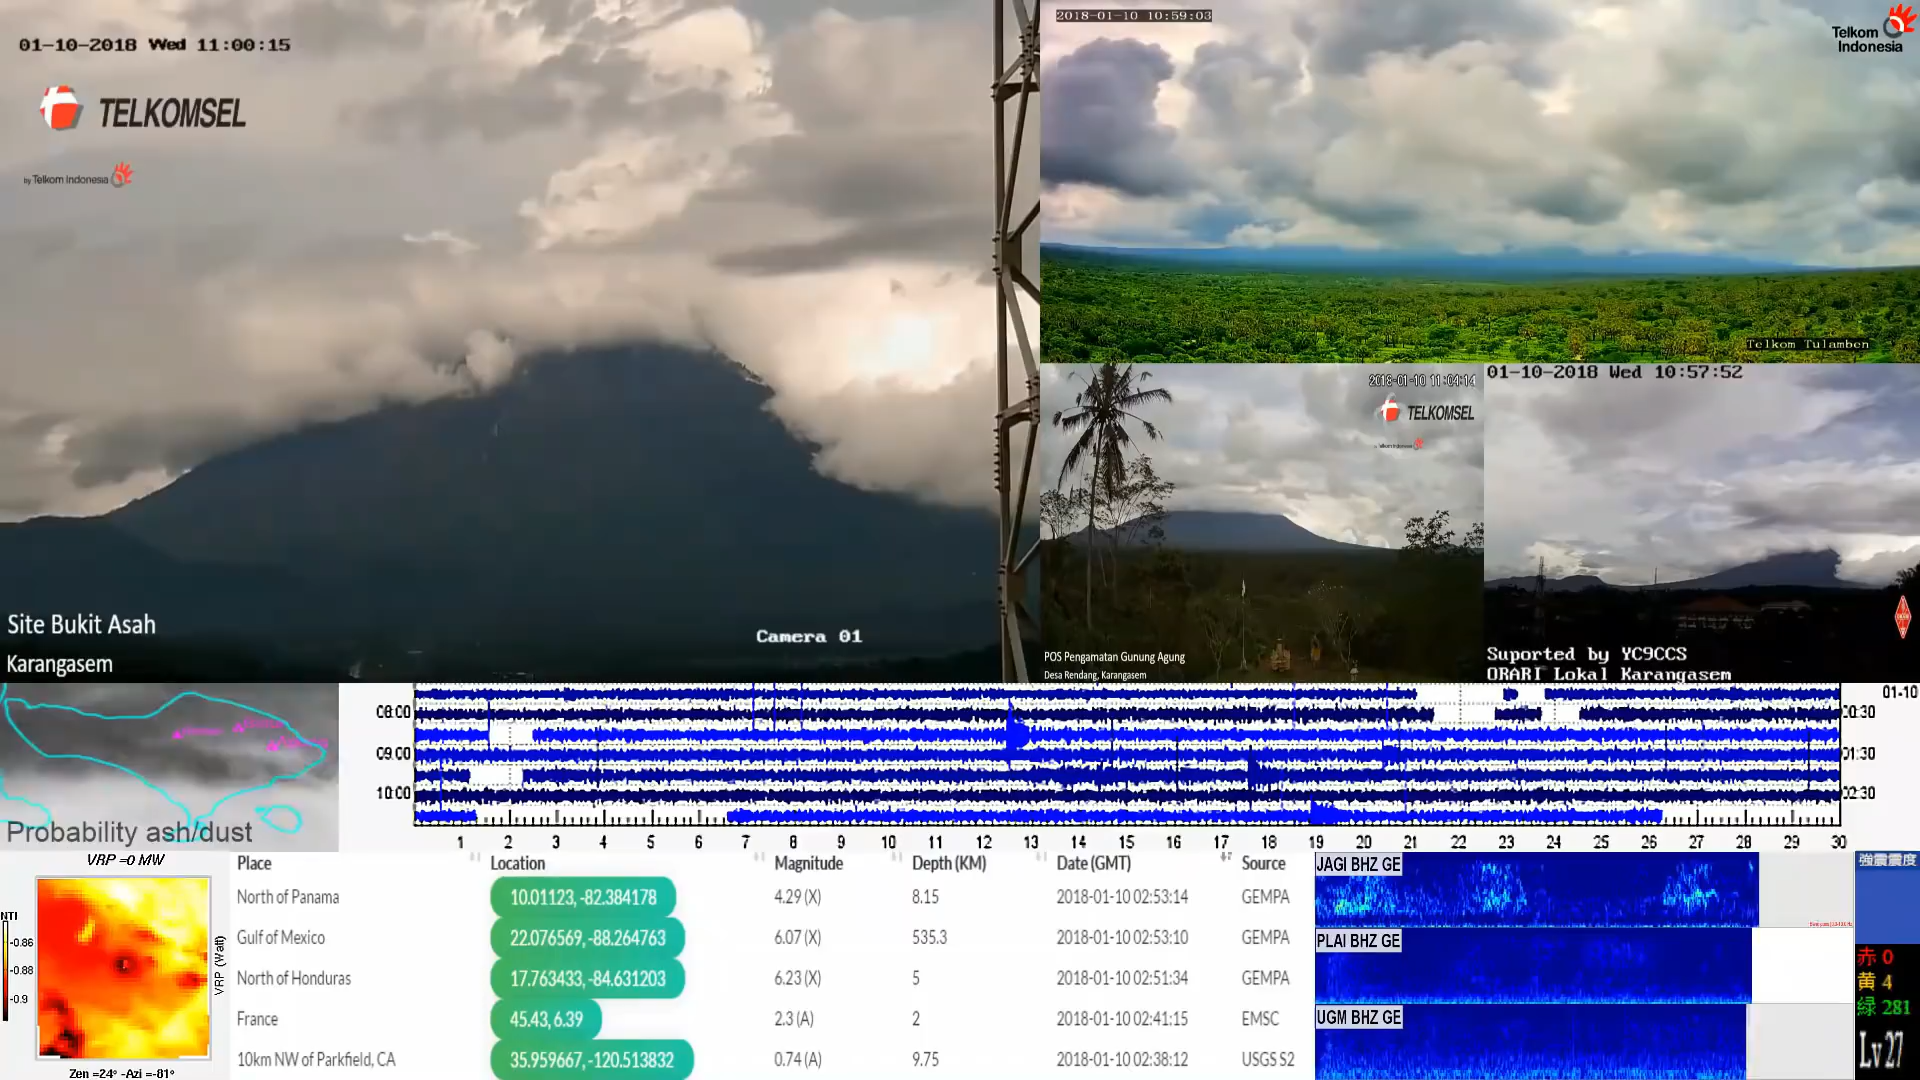 01-10-2018 Wed 11:00:15
TELKOMSEL
by Telkom Indonesia
Site Bukit Asah
Karangasem
Camera 01
2018-01-10 10:59:03
Telkom
Indonesia
Telkom Tulamben
2018-01-10 11:04:14
TELKOMSEL
by Telkom Indonesia
POS Pengamatan Gunung Agung
Desa Rendang, Karangasem
01-10-2018 Wed 10:57:52
Suported by YC9CCS
ORARI Lokal Karangasem
Probability ash/dust
01-10
08:00
00:30
09:00
01:30
10:00
02:30
1 2 3 4 5 6 7 8 9 10 11 12 13 14 15 16 17 18 19 20 21 22 23 24 25 26 27 28 29 30
VRP =0 MW
NTI
-0.86
-0.88
-0.9
VRP (Watt)
Zen =24° -Azi =-81°
Place Location Magnitude Depth (KM) Date (GMT) Source
North of Panama 10.01123, -82.384178 4.29 (X) 8.15 2018-01-10 02:53:14 GEMPA
Gulf of Mexico 22.076569, -88.264763 6.07 (X) 535.3 2018-01-10 02:53:10 GEMPA
North of Honduras 17.763433, -84.631203 6.23 (X) 5 2018-01-10 02:51:34 GEMPA
France 45.43, 6.39 2.3 (A) 2 2018-01-10 02:41:15 EMSC
10km NW of Parkfield, CA 35.959667, -120.513832 0.74 (A) 9.75 2018-01-10 02:38:12 USGS S2
JAGI BHZ GE
PLAI BHZ GE
UGM BHZ GE
強震震度
赤 0
黄 4
緑 281
Lv 27